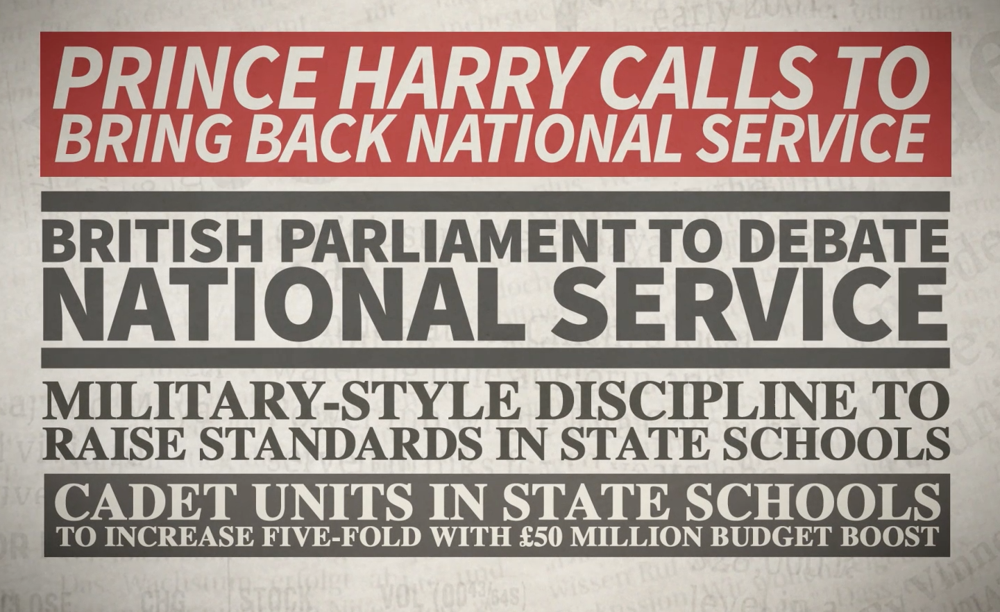 PRINCE HARRY CALLS TO
BRING BACK NATIONAL SERVICE
BRITISH PARLIAMENT TO DEBATE
NATIONAL SERVICE
MILITARY-STYLE DISCIPLINE TO
RAISE STANDARDS IN STATE SCHOOLS
CADET UNITS IN STATE SCHOOLS
TO INCREASE FIVE-FOLD WITH £50 MILLION BUDGET BOOST